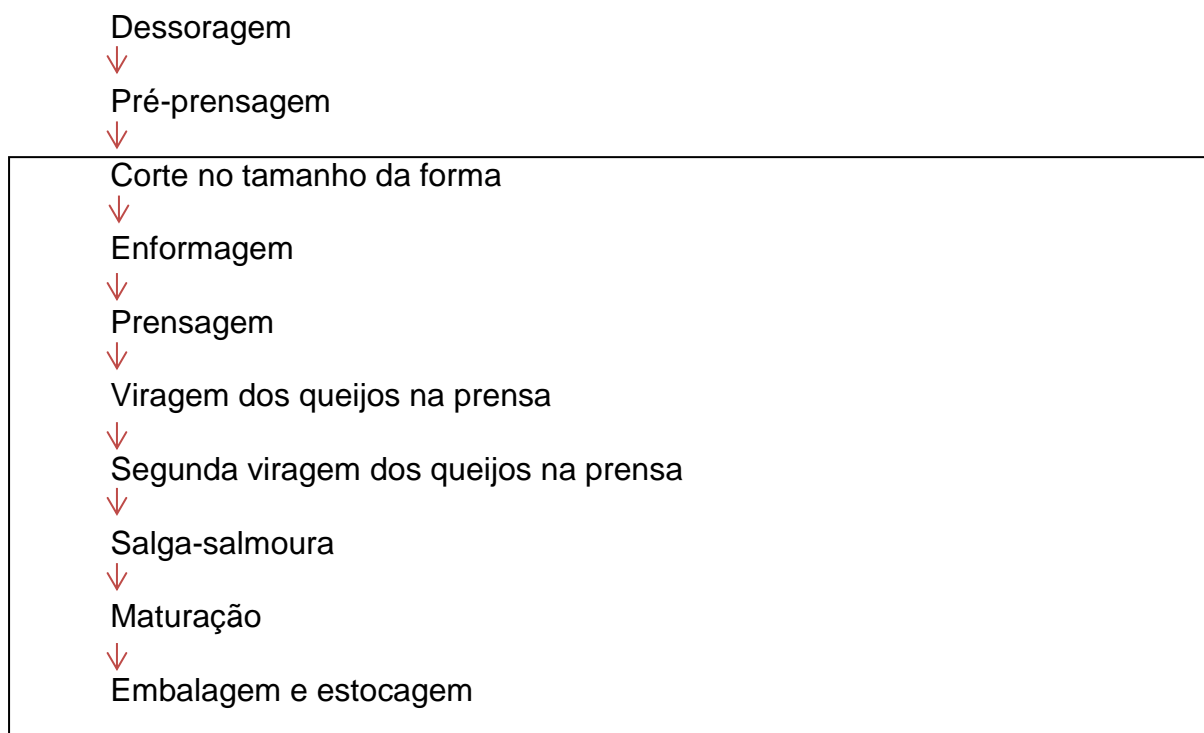 Dessoragem
Pré-prensagem
Corte no tamanho da forma
Enformagem
Prensagem
Viragem dos queijos na prensa
Segunda viragem dos queijos na prensa
Salga-salmoura
Maturação
Embalagem e estocagem